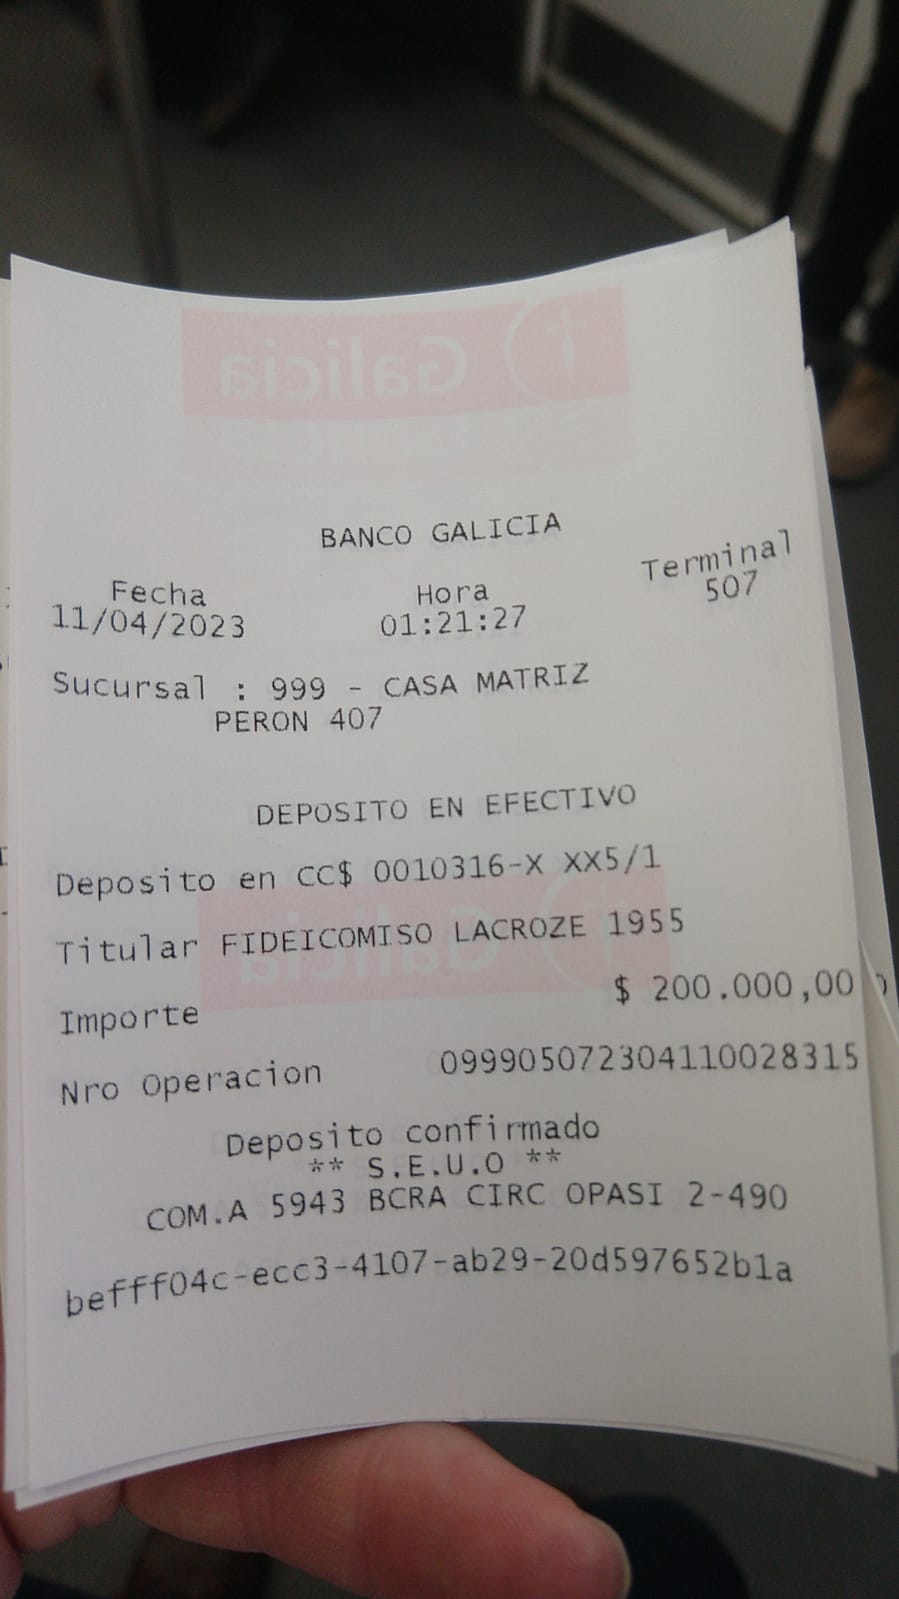 Galicia
BANCO GALICIA
Fecha Hora Terminal
11/04/2023 01:21:27 507
Sucursal : 999 - CASA MATRIZ
PERON 407
DEPOSITO EN EFECTIVO
Deposito en CC$ 0010316-X XX5/1
Galicia
Titular FIDEICOMISO LACROZE 1955
Importe $ 200.000,00
Nro Operacion 099905072304110028315
Deposito confirmado
** S.E.U.O **
COM.A 5943 BCRA CIRC OPASI 2-490
befff04c-ecc3-4107-ab29-20d597652b1a